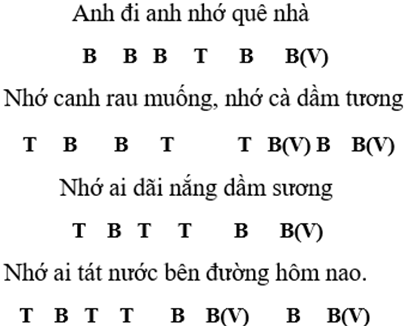 Anh đi anh nhớ quê nhà
B B B T B B(V)
Nhớ canh rau muống, nhớ cà dầm tương
T B B T T B(V) B B(V)
Nhớ ai dãi nắng dầm sương
T B T T B B(V)
Nhớ ai tát nước bên đường hôm nao.
T B T T B B(V) B B(V)